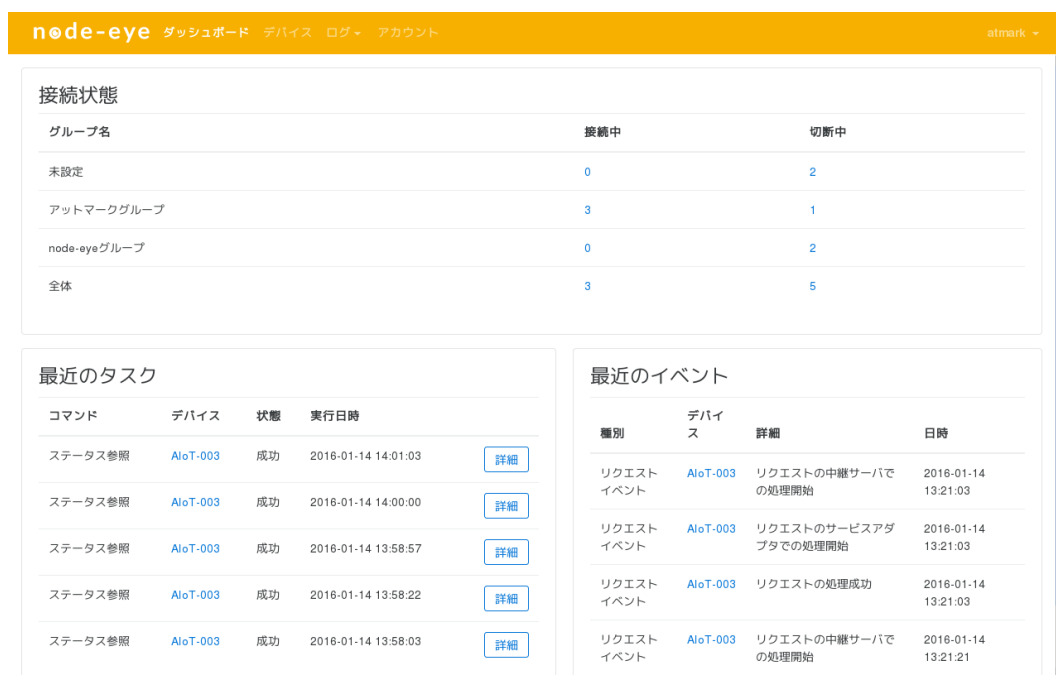 node-eye ダッシュボード デバイス ログ アカウント atmark
接続状態
グループ名 接続中 切断中
未設定 0 2
アットマークグループ 3 1
node-eyeグループ 0 2
全体 3 5
最近のタスク
コマンド デバイス 状態 実行日時
ステータス参照 AIoT-003 成功 2016-01-14 14:01:03 詳細
ステータス参照 AIoT-003 成功 2016-01-14 14:00:00 詳細
ステータス参照 AIoT-003 成功 2016-01-14 13:58:57 詳細
ステータス参照 AIoT-003 成功 2016-01-14 13:58:22 詳細
ステータス参照 AIoT-003 成功 2016-01-14 13:58:03 詳細
最近のイベント
デバイ
種別 ス 詳細 日時
リクエスト AIoT-003 リクエストの中継サーバで 2016-01-14
イベント の処理開始 13:21:03
リクエスト AIoT-003 リクエストのサービスアダ 2016-01-14
イベント プタでの処理開始 13:21:03
リクエスト AIoT-003 リクエストの処理成功 2016-01-14
イベント 13:21:03
リクエスト AIoT-003 リクエストの中継サーバで 2016-01-14
イベント の処理開始 13:21:21